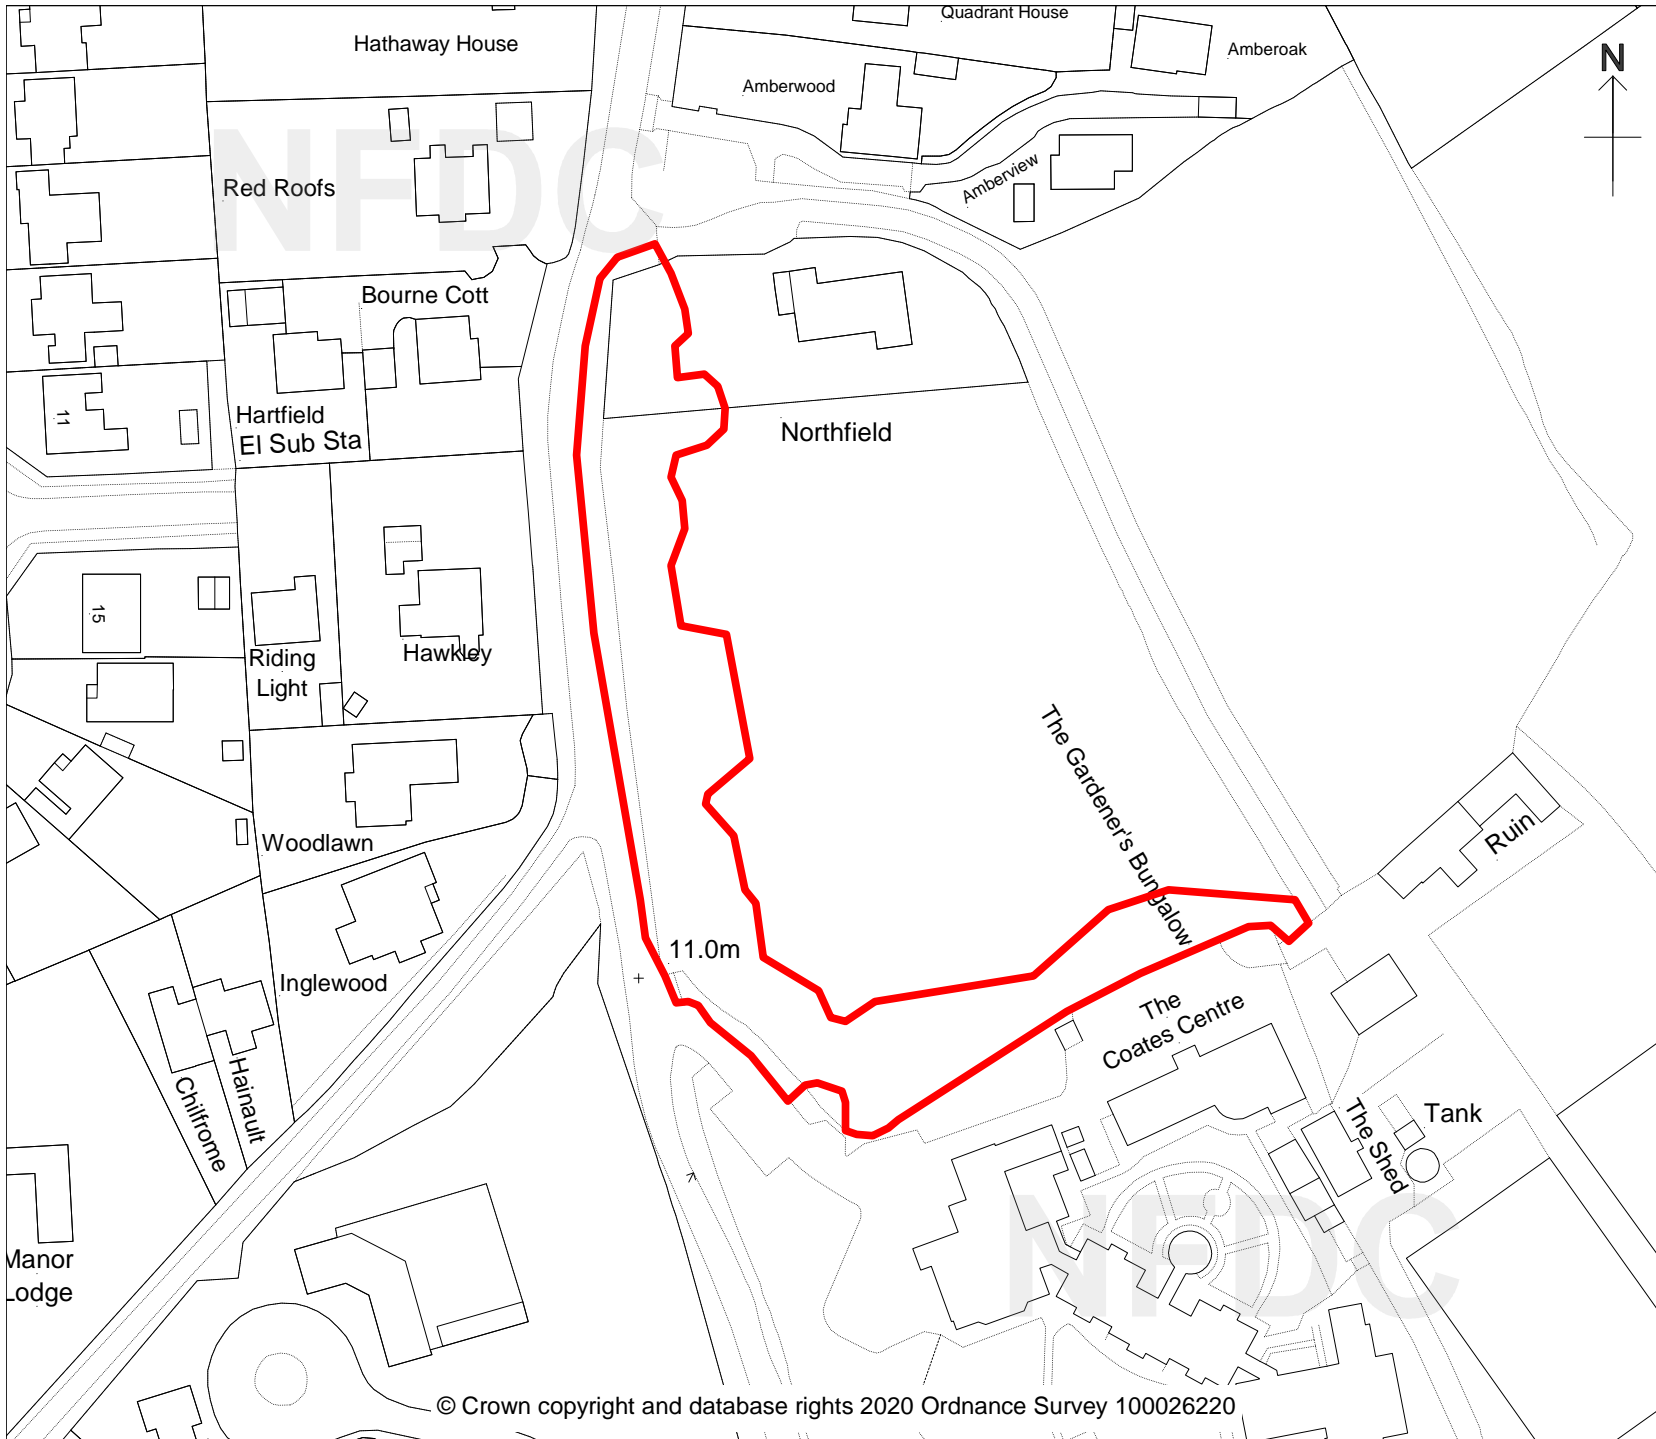 Quadrant House
Hathaway House
Amberoak
N
Amberwood
NFDC
Red Roofs
Amberview
Bourne Cott
Hartfield
El Sub Sta
11
Northfield
15
Riding
Light
Hawkley
The Gardener's Bungalow
Woodlawn
Ruin
11.0m
Inglewood
The
Coates Centre
Hainault
Chilfrome
The Shed
Tank
NFDC
Manor
Lodge
© Crown copyright and database rights 2020 Ordnance Survey 100026220